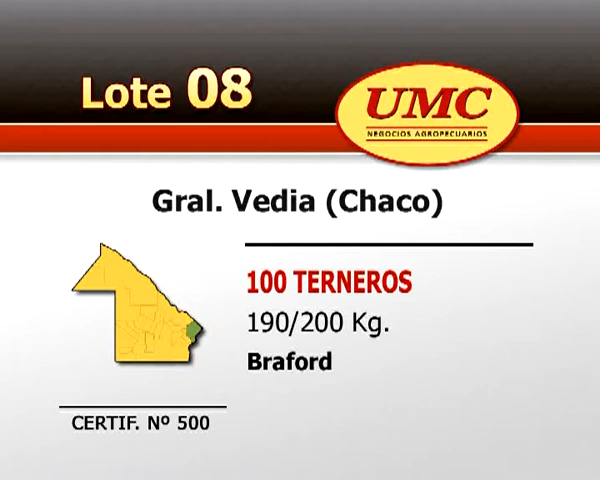 Lote 08
UMC
NEGOCIOS AGROPECUARIOS
Gral. Vedia (Chaco)
100 TERNEROS
190/200 Kg.
Braford
CERTIF. Nº 500